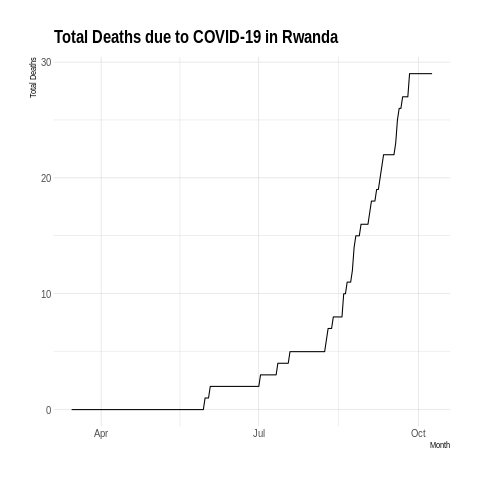 Total Deaths due to COVID-19 in Rwanda
Total Deaths
30
20
10
0
Apr
Jul
Oct
Month